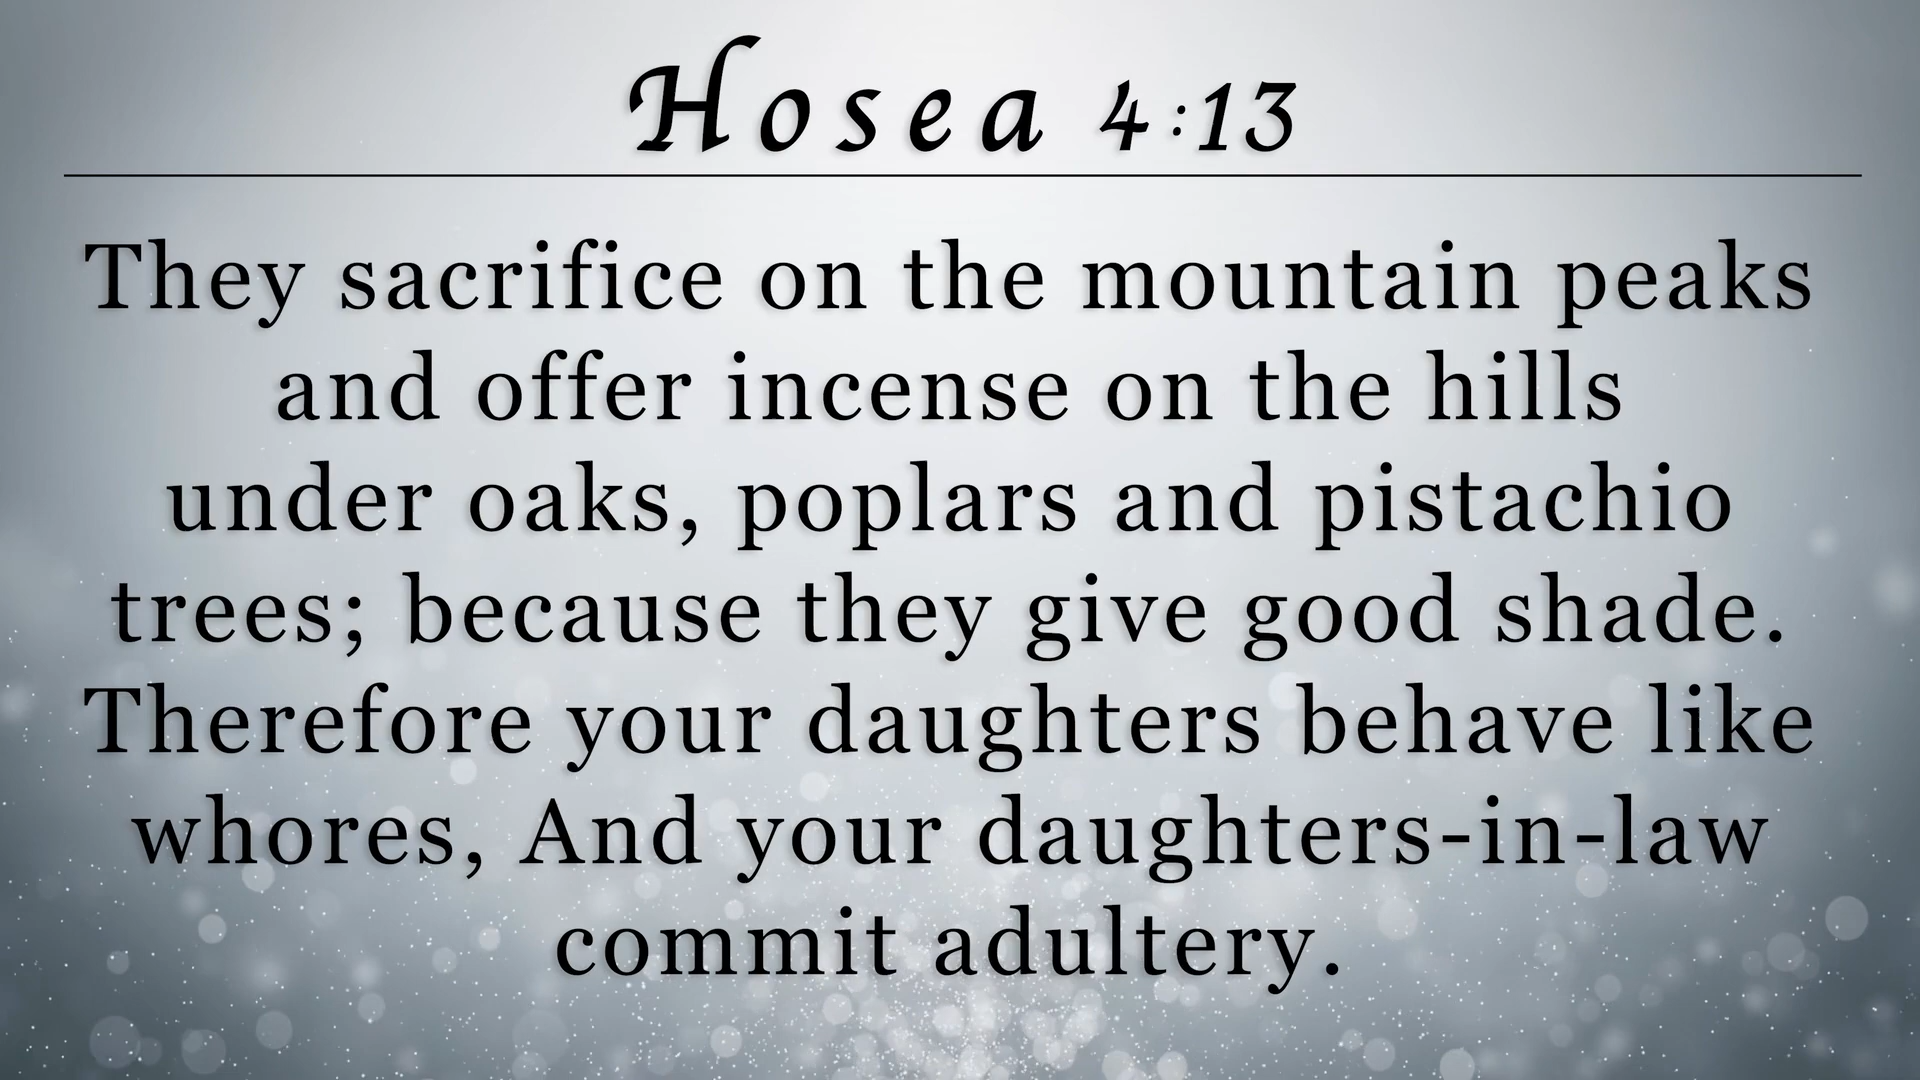 Hosea 4:13
They sacrifice on the mountain peaks
and offer incense on the hills
under oaks, poplars and pistachio
trees; because they give good shade.
Therefore your daughters behave like
whores, And your daughters-in-law
commit adultery.